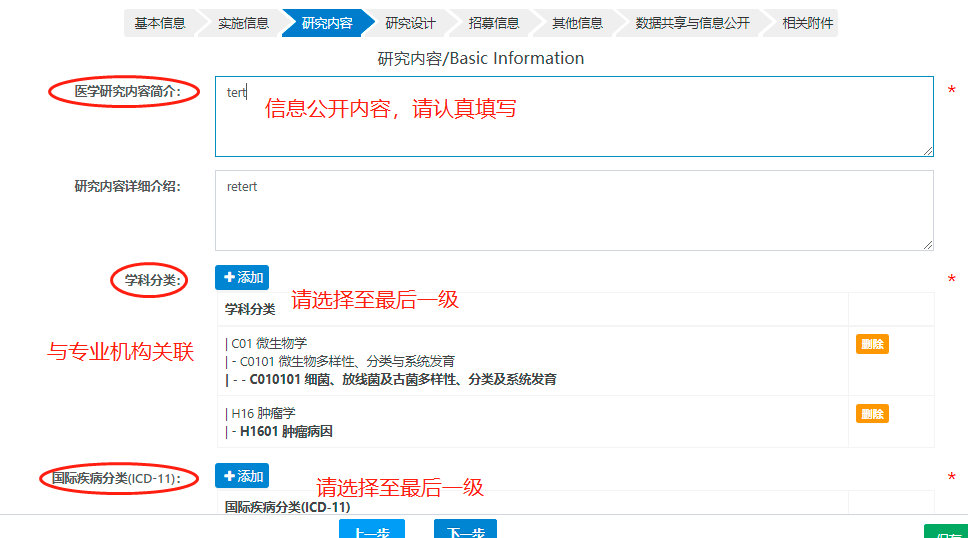 基本信息 实施信息 研究内容 研究设计 招募信息 其他信息 数据共享与信息公开 相关附件
研究内容/Basic Information
医学研究内容简介： tert *
信息公开内容，请认真填写
研究内容详细介绍： retert
学科分类： +添加 *
请选择至最后一级
学科分类
与专业机构关联
| C01 微生物学 删除
| - C0101 微生物多样性、分类与系统发育
| - - C010101 细菌、放线菌及古菌多样性、分类及系统发育
| H16 肿瘤学 删除
| - H1601 肿瘤病因
国际疾病分类(ICD-11)： +添加 *
请选择至最后一级
国际疾病分类(ICD-11)
上一步 下一步 保存